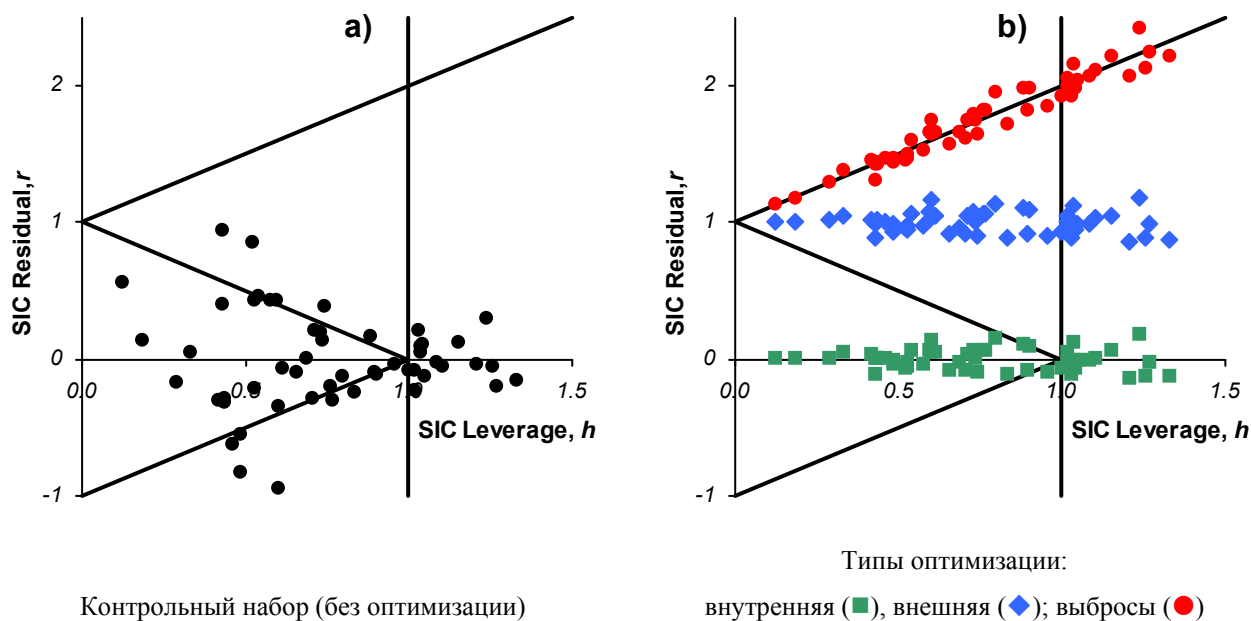 a)
2
1
0
-1
0.0
0.5
1.0
1.5
SIC Residual, r
SIC Leverage, h
Контрольный набор (без оптимизации)
b)
2
1
0
-1
0.0
0.5
1.0
1.5
SIC Residual, r
SIC Leverage, h
Типы оптимизации:
внутренняя (■), внешняя (◆); выбросы (●)